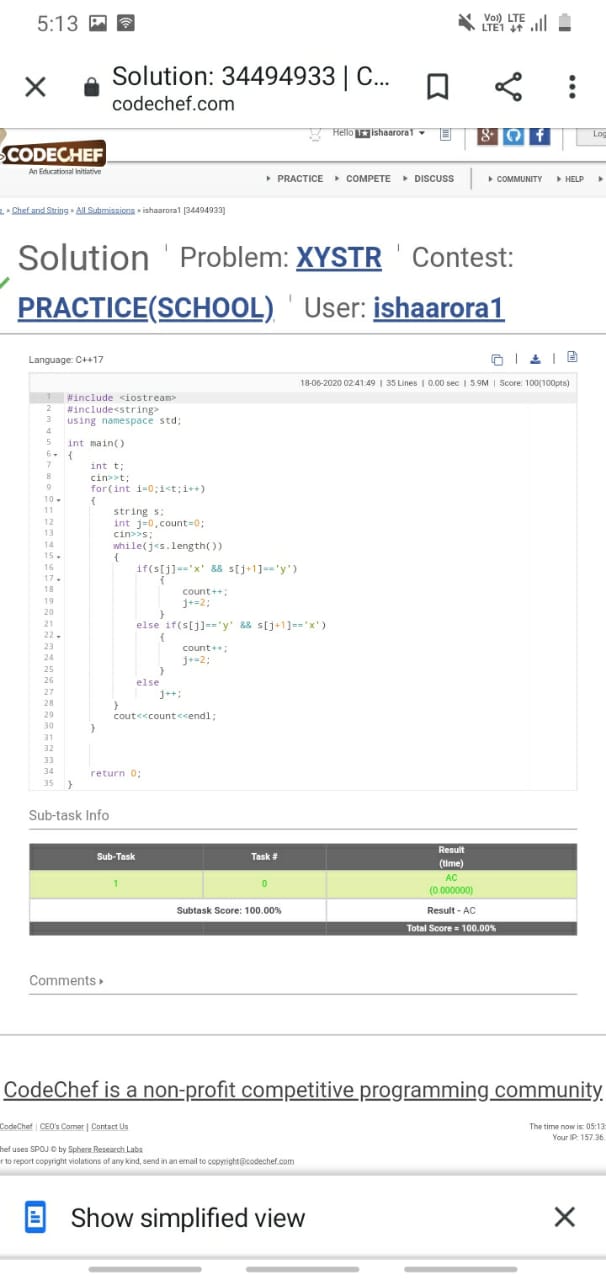 5:13 Vo)) LTE LTE1
Solution: 34494933 | C...
codechef.com
Hello 1★ ishaarora1 8+ f Log
CODECHEF
An Educational Initiative
PRACTICE COMPETE DISCUSS COMMUNITY HELP
» Chef and String » All Submissions » ishaarora1 [34494933]
Solution | Problem: XYSTR | Contest:
PRACTICE(SCHOOL) | User: ishaarora1
Language: C++17
18-06-2020 02:41:49 | 35 Lines | 0.00 sec | 5.9M | Score: 100(100pts)
1 #include <iostream>
2 #include<string>
3 using namespace std;
4
5 int main()
6 {
7 int t;
8 cin>>t;
9 for(int i=0;i<t;i++)
10 {
11 string s;
12 int j=0,count=0;
13 cin>>s;
14 while(j<s.length())
15 {
16 if(s[j]=='x' && s[j+1]=='y')
17 {
18 count++;
19 j+=2;
20 }
21 else if(s[j]=='y' && s[j+1]=='x')
22 {
23 count++;
24 j+=2;
25 }
26 else
27 j++;
28 }
29 cout<<count<<endl;
30 }
31
32
33
34 return 0;
35 }
Sub-task Info
Sub-Task Task # Result
(time)
1 0 AC
(0.000000)
Subtask Score: 100.00% Result - AC
Total Score = 100.00%
Comments
CodeChef is a non-profit competitive programming community
CodeChef | CEO's Corner | Contact Us The time now is: 05:13:
Your IP: 157.36.
hef uses SPOJ © by Sphere Research Labs
r to report copyright violations of any kind, send in an email to copyright@codechef.com
Show simplified view